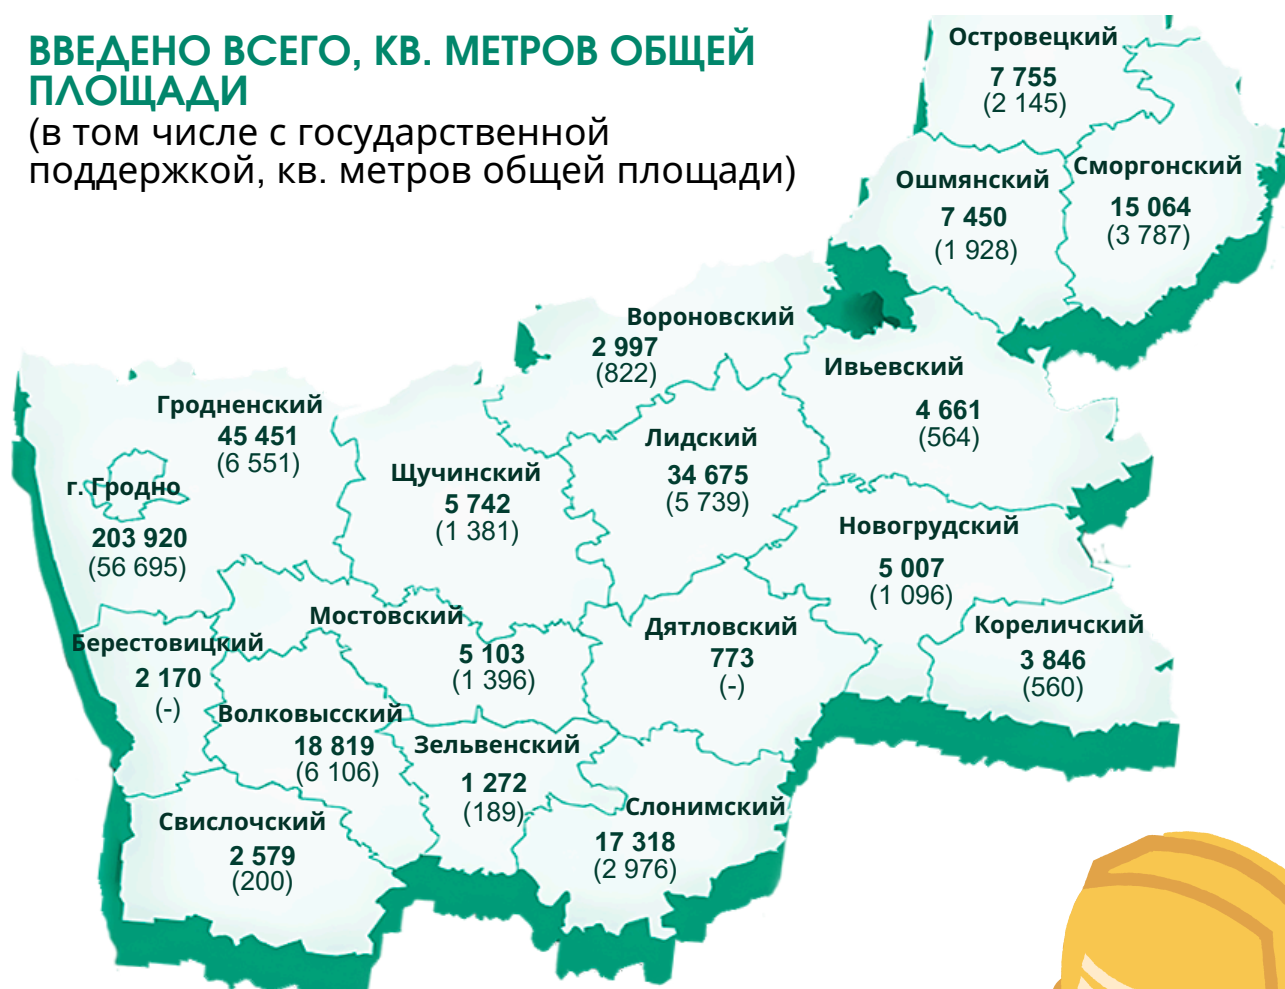 ВВЕДЕНО ВСЕГО, КВ. МЕТРОВ ОБЩЕЙ
ПЛОЩАДИ
(в том числе с государственной
поддержкой, кв. метров общей площади)
Островецкий
7 755
(2 145)
Ошмянский
7 450
(1 928)
Сморгонский
15 064
(3 787)
Вороновский
2 997
(822)
Ивьевский
4 661
(564)
Гродненский
45 451
(6 551)
г. Гродно
203 920
(56 695)
Щучинский
5 742
(1 381)
Лидский
34 675
(5 739)
Новогрудский
5 007
(1 096)
Мостовский
5 103
(1 396)
Дятловский
773
(-)
Кореличский
3 846
(560)
Берестовицкий
2 170
(-)
Волковысский
18 819
(6 106)
Зельвенский
1 272
(189)
Слонимский
17 318
(2 976)
Свислочский
2 579
(200)